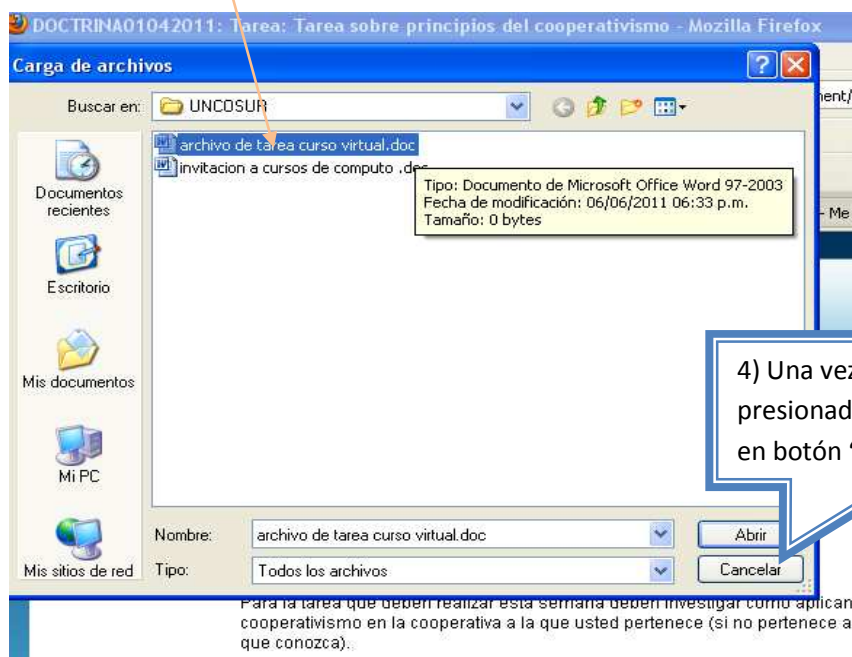 DOCTRINA01042011: Tarea: Tarea sobre principios del cooperativismo - Mozilla Firefox
Carga de archivos
Buscar en: UNCOSUR
ment/
archivo de tarea curso virtual.doc
invitacion a cursos de computo .doc
Tipo: Documento de Microsoft Office Word 97-2003
Fecha de modificación: 06/06/2011 06:33 p.m.
Tamaño: 0 bytes
- Me
Documentos
recientes
Escritorio
Mis documentos
Mi PC
Mis sitios de red
4) Una vez
presionad
en botón “
Nombre: archivo de tarea curso virtual.doc Abrir
Tipo: Todos los archivos Cancelar
Para la tarea que deben realizar esta semana deben investigar como aplican
cooperativismo en la cooperativa a la que usted pertenece (si no pertenece a
que conozca).